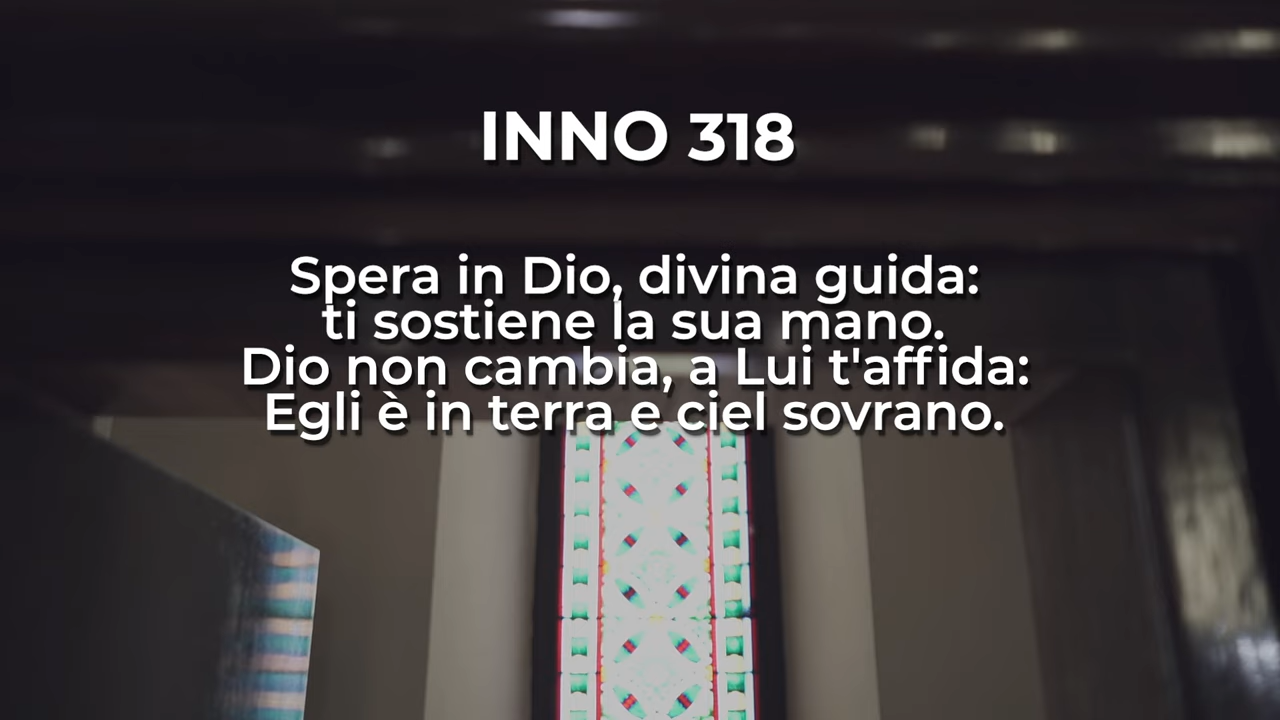 INNO 318
Spera in Dio, divina guida:
ti sostiene la sua mano.
Dio non cambia, a Lui t'affida:
Egli è in terra e ciel sovrano.